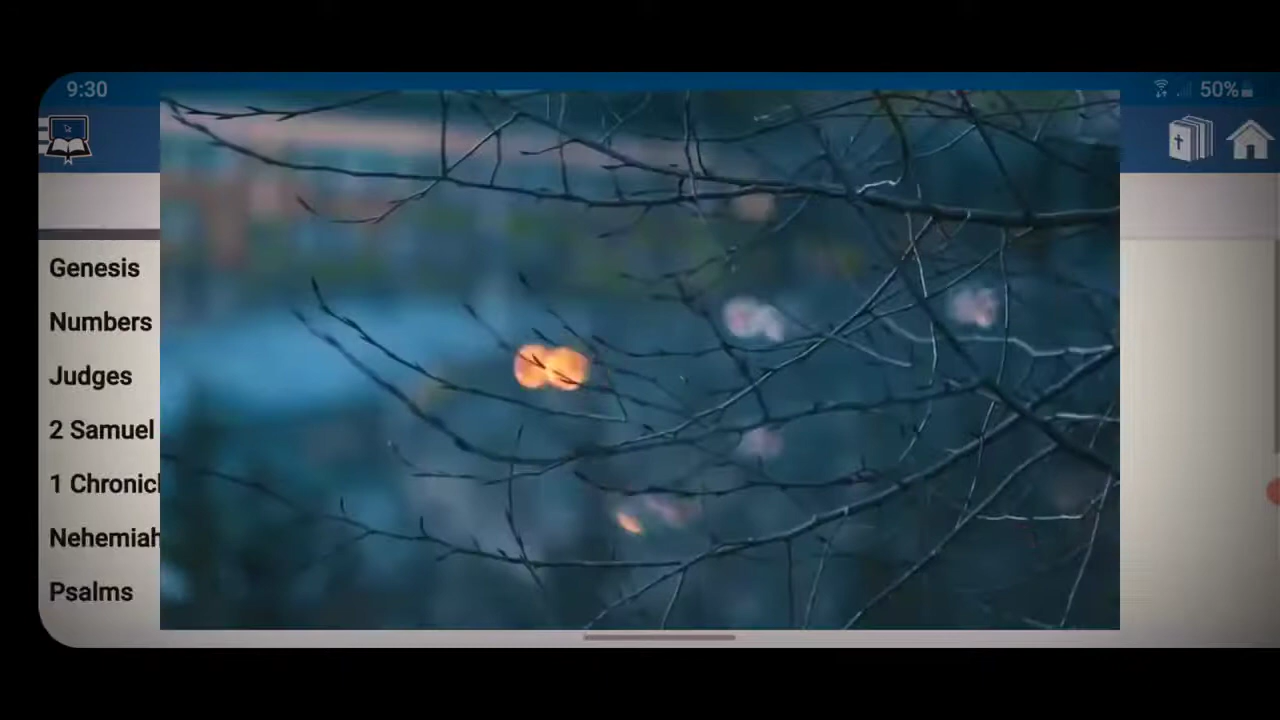 9:30
50%
Genesis
Numbers
Judges
2 Samuel
1 Chronicl
Nehemiah
Psalms